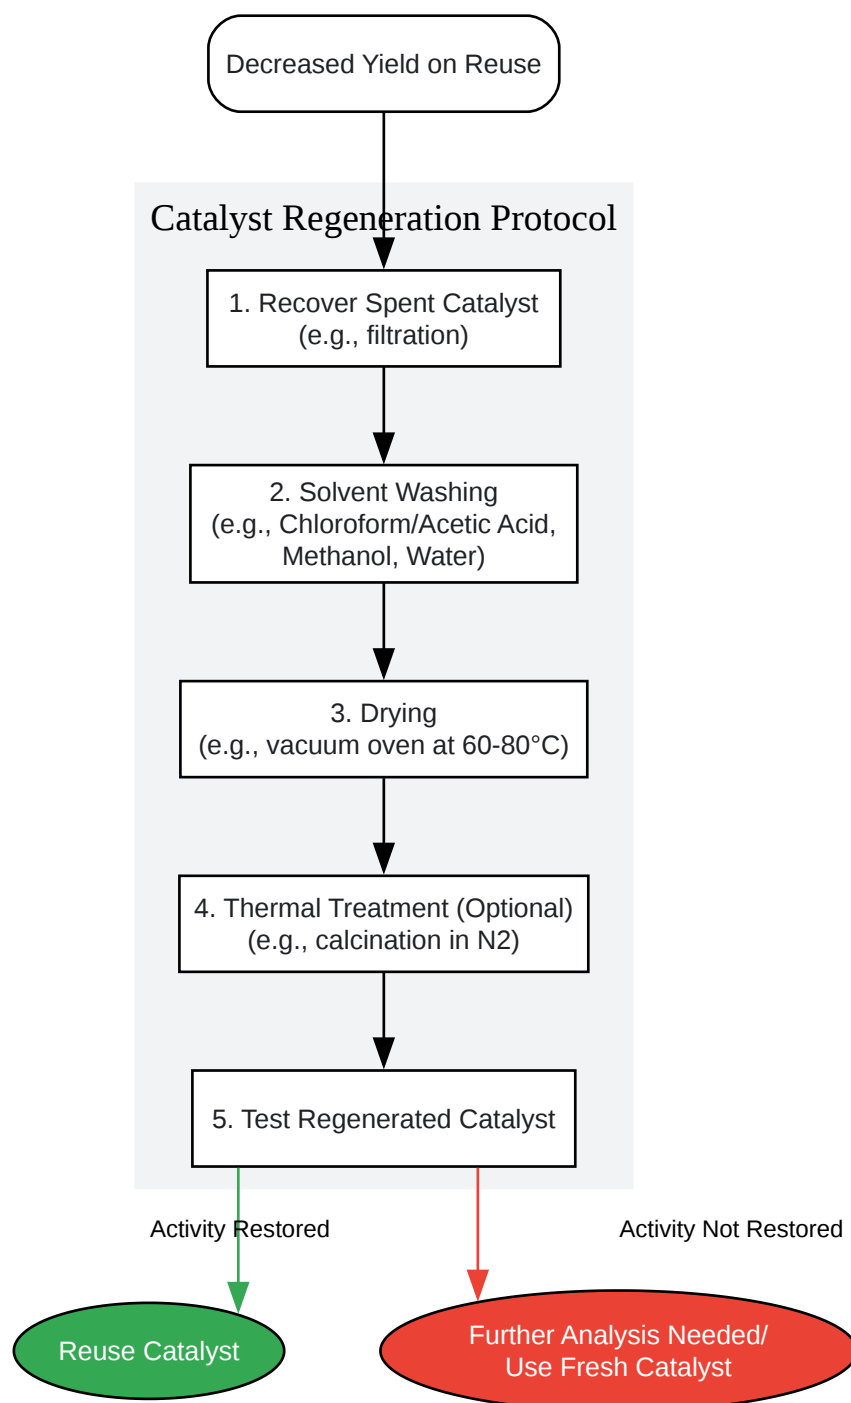 Decreased Yield on Reuse
Catalyst Regeneration Protocol
1. Recover Spent Catalyst
(e.g., filtration)
2. Solvent Washing
(e.g., Chloroform/Acetic Acid,
Methanol, Water)
3. Drying
(e.g., vacuum oven at 60-80°C)
4. Thermal Treatment (Optional)
(e.g., calcination in N2)
5. Test Regenerated Catalyst
Activity Restored
Activity Not Restored
Reuse Catalyst
Further Analysis Needed/
Use Fresh Catalyst